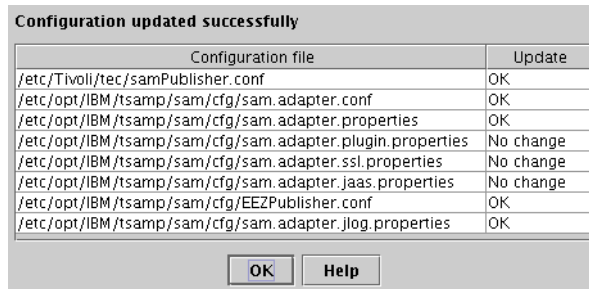 Configuration updated successfully
Configuration file Update
/etc/Tivoli/tec/samPublisher.conf OK
/etc/opt/IBM/tsamp/sam/cfg/sam.adapter.conf OK
/etc/opt/IBM/tsamp/sam/cfg/sam.adapter.properties OK
/etc/opt/IBM/tsamp/sam/cfg/sam.adapter.plugin.properties No change
/etc/opt/IBM/tsamp/sam/cfg/sam.adapter.ssl.properties No change
/etc/opt/IBM/tsamp/sam/cfg/sam.adapter.jaas.properties No change
/etc/opt/IBM/tsamp/sam/cfg/EEZPublisher.conf OK
/etc/opt/IBM/tsamp/sam/cfg/sam.adapter.jlog.properties OK
OK Help